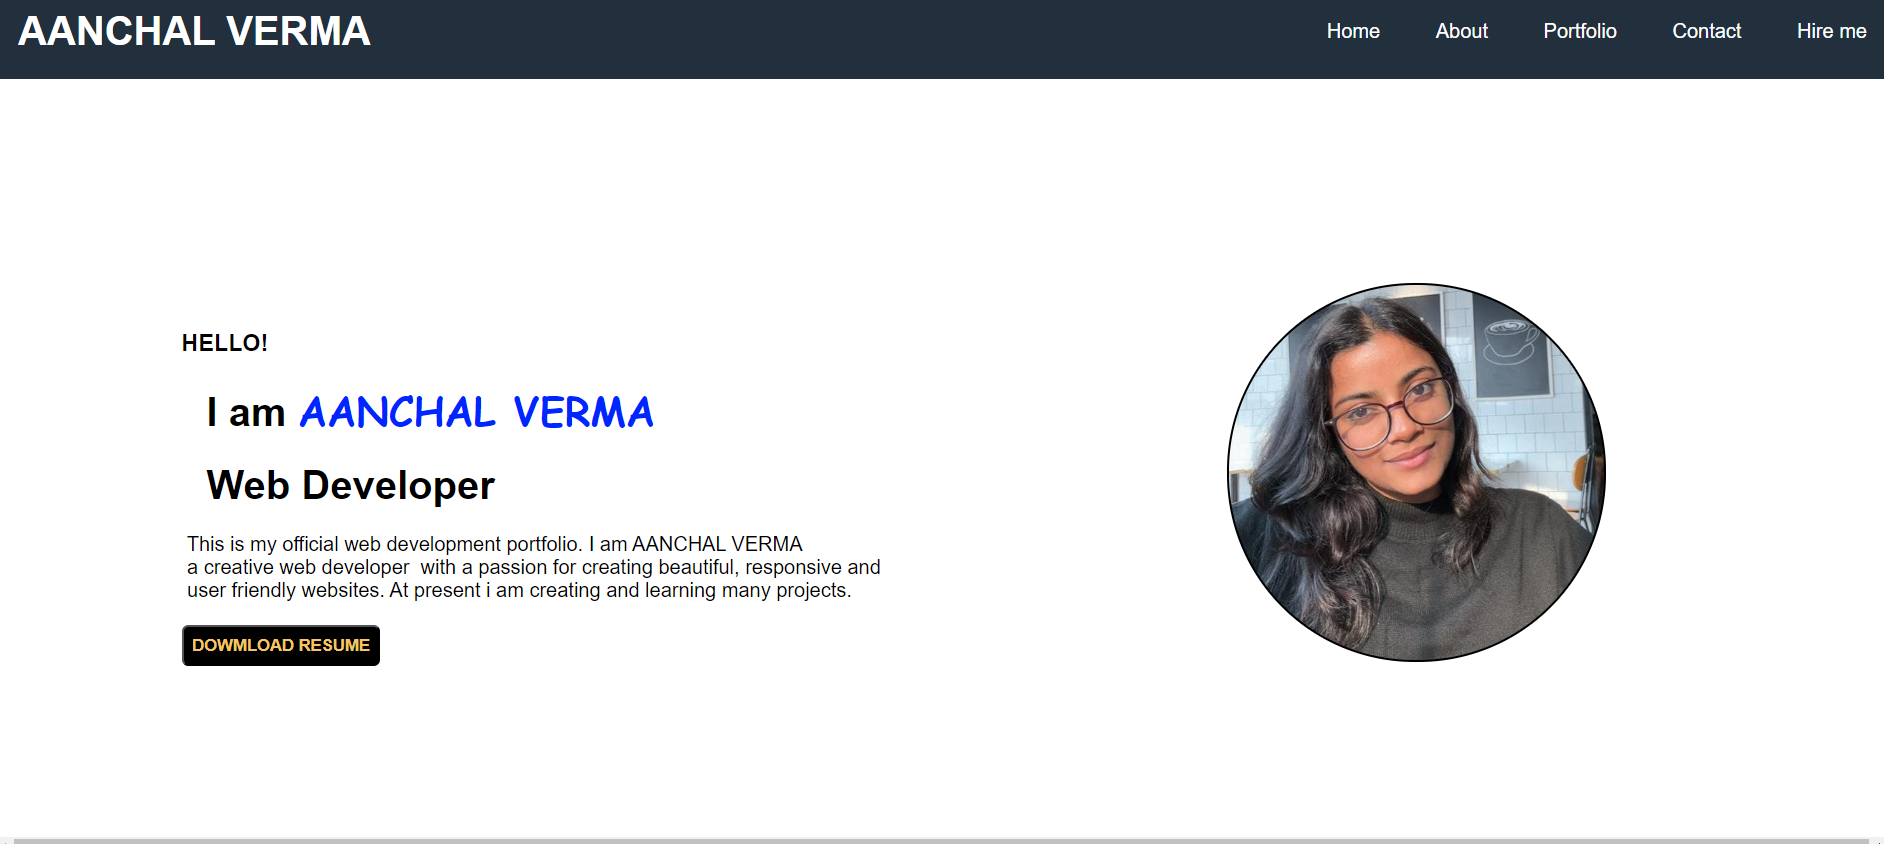 AANCHAL VERMA
Home About Portfolio Contact Hire me
HELLO!
I am AANCHAL VERMA
Web Developer
This is my official web development portfolio. I am AANCHAL VERMA
a creative web developer  with a passion for creating beautiful, responsive and
user friendly websites. At present i am creating and learning many projects.
DOWMLOAD RESUME